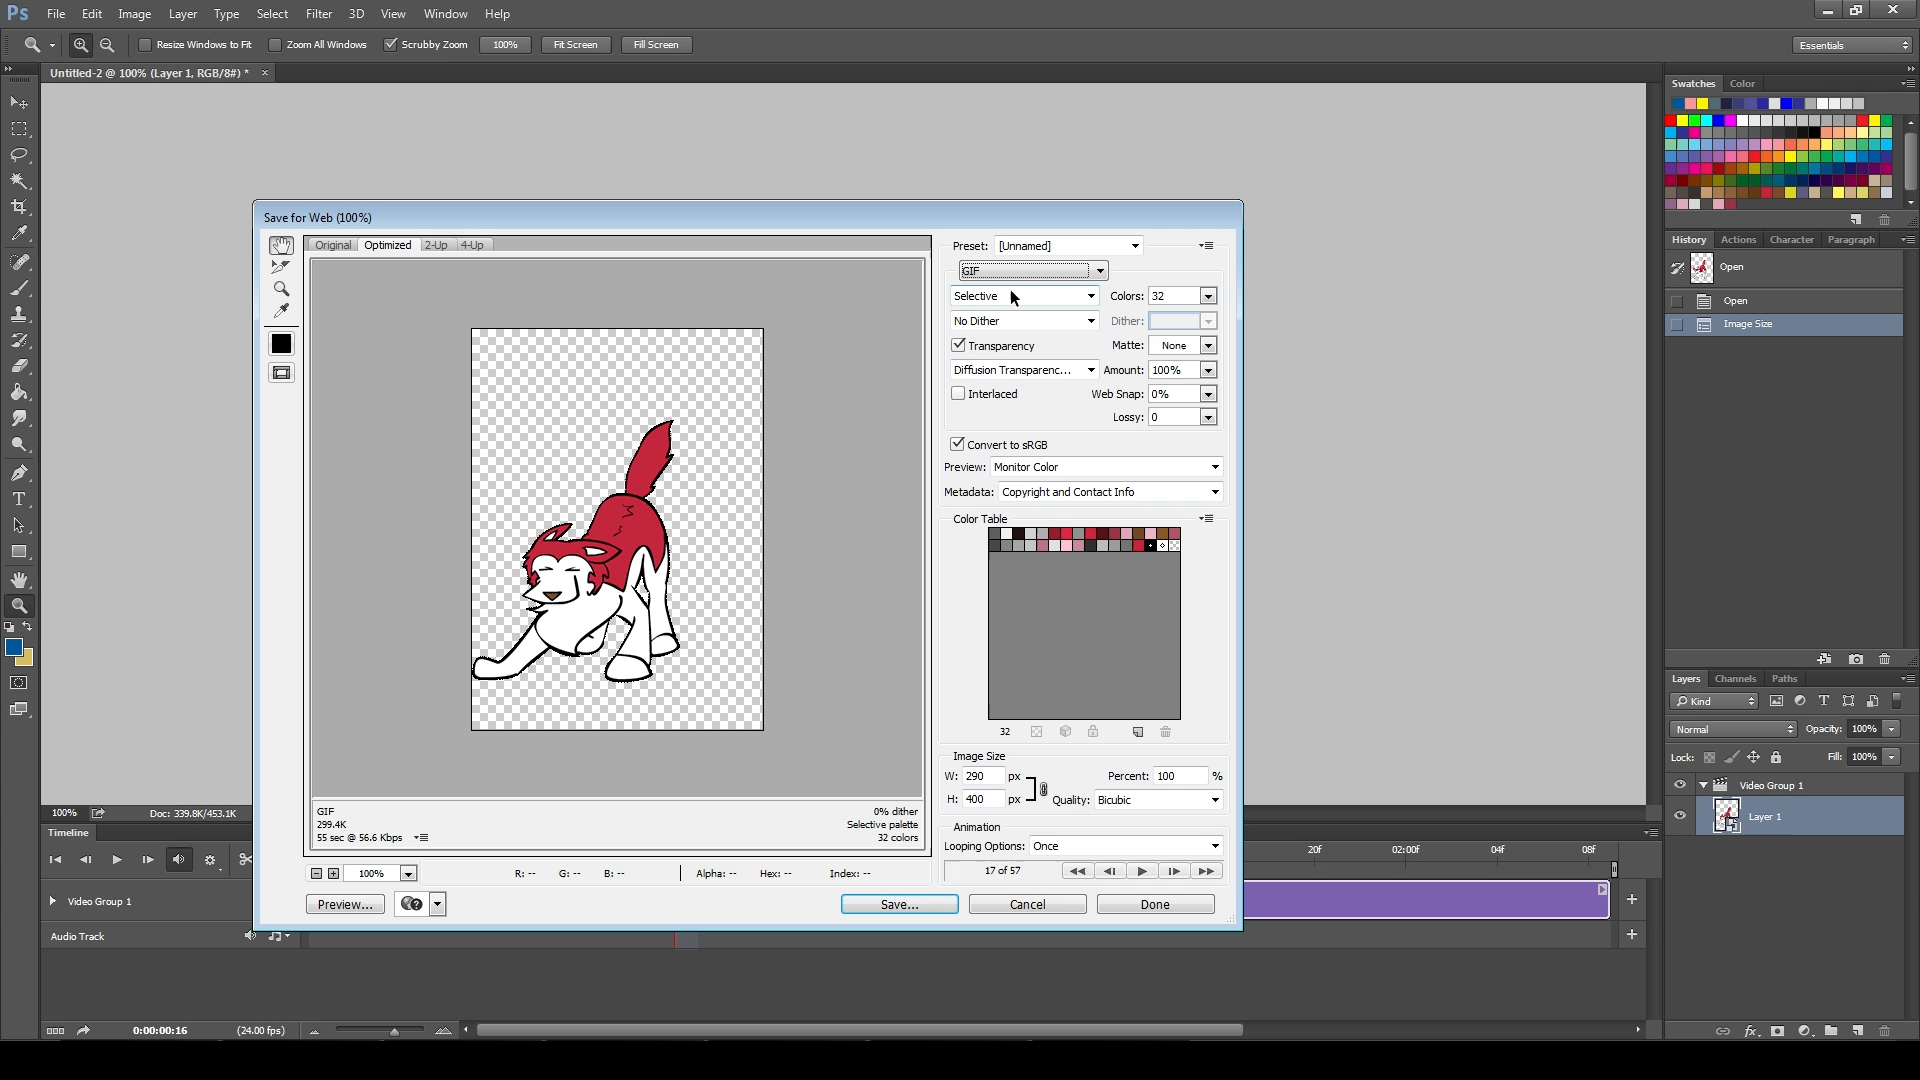 Ps File Edit Image Layer Type Select Filter 3D View Window Help
Resize Windows to Fit Zoom All Windows Scrubby Zoom 100% Fit Screen Fill Screen Essentials
Untitled-2 @ 100% (Layer 1, RGB/8#) * ×
Swatches Color
Save for Web (100%)
Original Optimized 2-Up 4-Up
Preset: [Unnamed]
GIF
Selective Colors: 32
No Dither Dither:
Transparency Matte: None
Diffusion Transparenc... Amount: 100%
Interlaced Web Snap: 0%
Lossy: 0
Convert to sRGB
Preview: Monitor Color
Metadata: Copyright and Contact Info
Color Table
32
Image Size
W: 290 px Percent: 100 %
H: 400 px Quality: Bicubic
Animation
Looping Options: Once
17 of 57
GIF 0% dither
299.4K Selective palette
55 sec @ 56.6 Kbps 32 colors
100% R: -- G: -- B: -- Alpha: -- Hex: -- Index: --
Preview... Save... Cancel Done
History Actions Character Paragraph
Open
Open
Image Size
Layers Channels Paths
Kind
Normal Opacity: 100%
Lock: Fill: 100%
Video Group 1
Layer 1
100% Doc: 339.8K/453.1K
Timeline
20f 02:00f 04f 08f
Video Group 1
Audio Track
0:00:00:16 (24.00 fps)